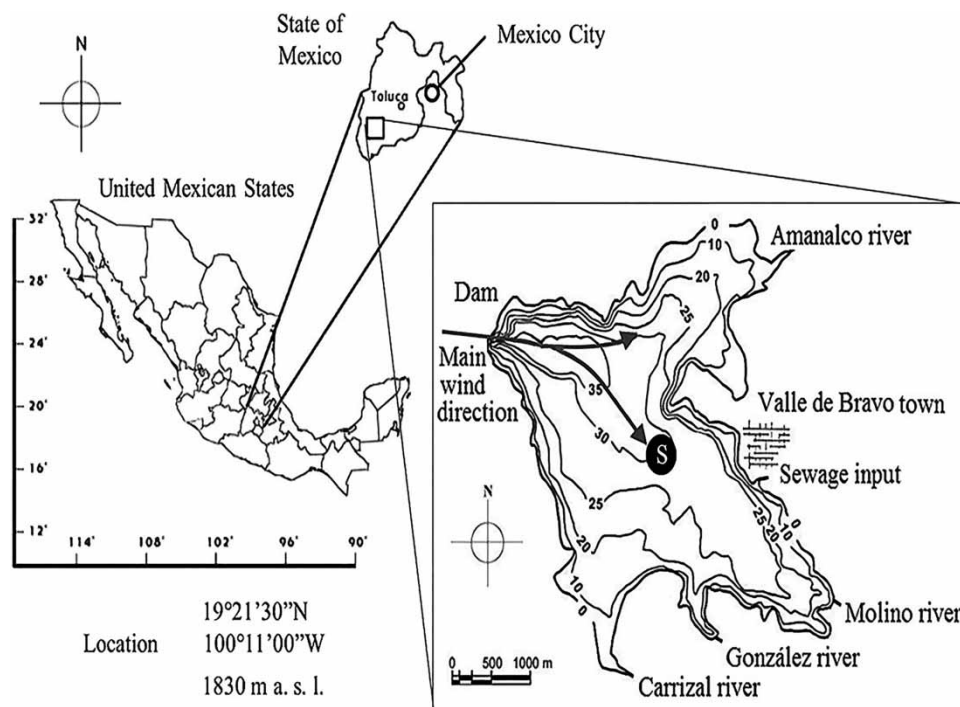 State of
Mexico
Mexico City
N
Toluca
United Mexican States
32'
28'
24'
20'
16'
12'
114'
108'
102'
96'
90'
19°21'30”N
Location 100°11'00”W
1830 m a. s. l.
0
10
20
25
Amanalco river
Dam
Main
wind
direction
35
30
S
Valle de Bravo town
Sewage input
25
20
10
0
25
20
10
0
N
Molino river
González river
Carrizal river
0 500 1000 m